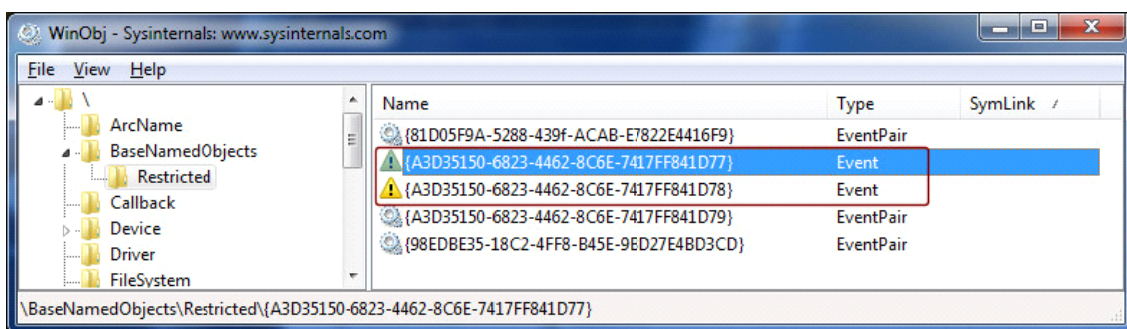 WinObj - Sysinternals: www.sysinternals.com
File View Help
\
ArcName
BaseNamedObjects
Restricted
Callback
Device
Driver
FileSystem
Name Type SymLink
{81D05F9A-5288-439f-ACAB-E7822E4416F9} EventPair
{A3D35150-6823-4462-8C6E-7417FF841D77} Event
{A3D35150-6823-4462-8C6E-7417FF841D78} Event
{A3D35150-6823-4462-8C6E-7417FF841D79} EventPair
{98EDBE35-18C2-4FF8-B45E-9ED27E4BD3CD} EventPair
\BaseNamedObjects\Restricted\{A3D35150-6823-4462-8C6E-7417FF841D77}